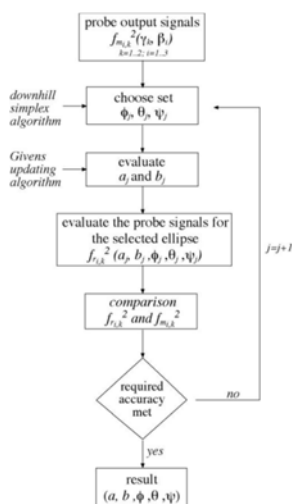 probe output signals
f_{m_{i,k}}^2(γ_k, β_i)
k=1..2; i=1..3
downhill
simplex
algorithm
choose set
ϕ_j, θ_j, ψ_j
Givens
updating
algorithm
evaluate
a_j and b_j
evaluate the probe signals for
the selected ellipse
f_{r_{i,k}}^2 (a_j, b_j, ϕ_j, θ_j, ψ_j)
j=j+1
comparison
f_{r_{i,k}}^2 and f_{m_{i,k}}^2
required
accuracy
met
no
yes
result
(a, b, ϕ, θ, ψ)